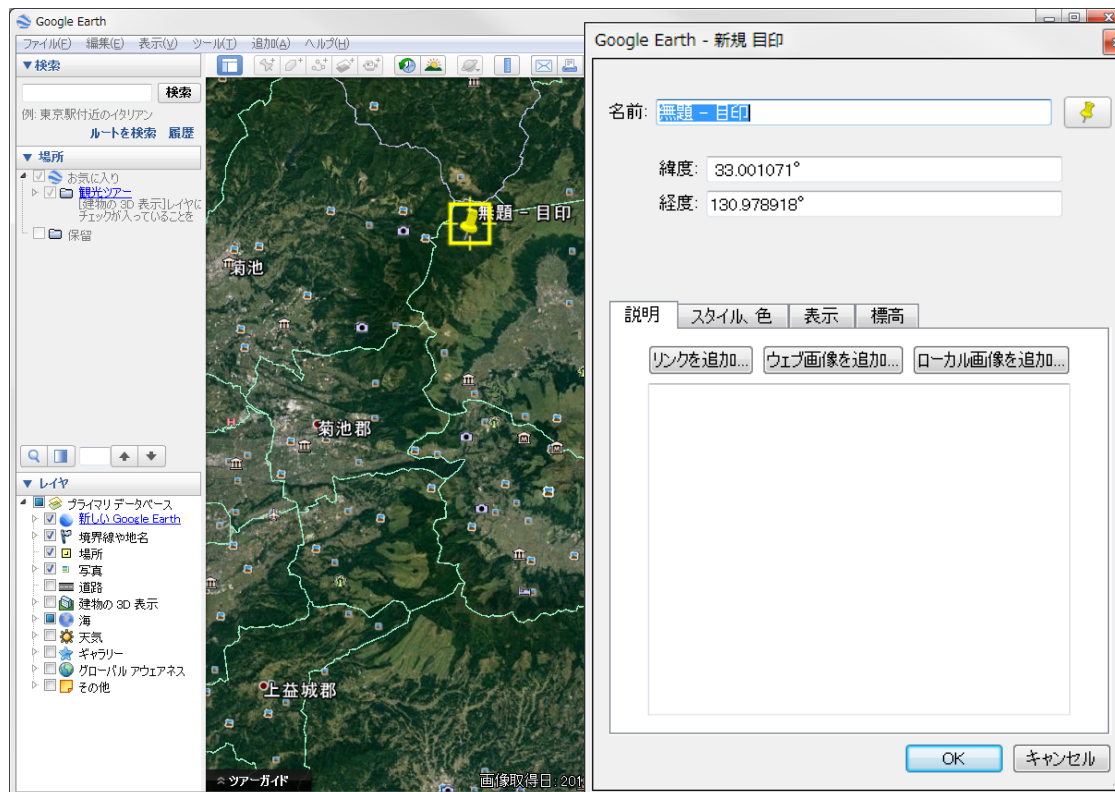 Google Earth
ファイル(F) 編集(E) 表示(V) ツール(T) 追加(A) ヘルプ(H)
▼検索
検索
例: 東京駅付近のイタリアン
ルートを検索 履歴
▼ 場所
お気に入り
観光ツアー
[建物の 3D 表示]レイヤに
チェックが入っていることを
保留
▼ レイヤ
プライマリ データベース
新しい Google Earth
境界線や地名
場所
写真
道路
建物の 3D 表示
海
天気
ギャラリー
グローバル アウェアネス
その他
無題 – 目印
菊池
菊池郡
上益城郡
ツアーガイド
画像取得日: 201
Google Earth - 新規 目印
名前: 無題 – 目印
緯度: 33.001071°
経度: 130.978918°
説明 スタイル、色 表示 標高
リンクを追加... ウェブ画像を追加... ローカル画像を追加...
OK キャンセル